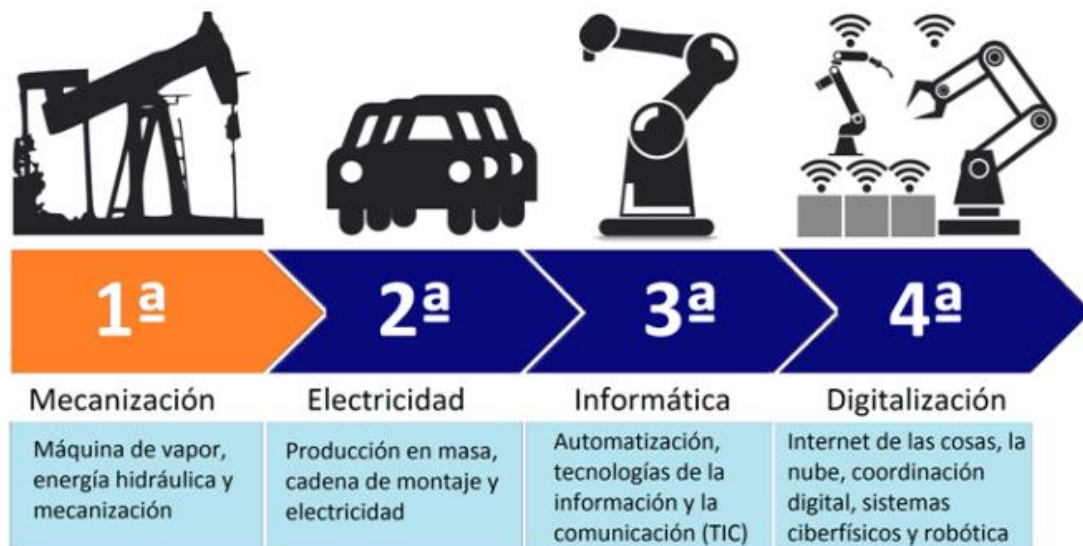 1ª
2ª
3ª
4ª
Mecanización
Electricidad
Informática
Digitalización
Máquina de vapor,
energía hidráulica y
mecanización
Producción en masa,
cadena de montaje y
electricidad
Automatización,
tecnologías de la
información y la
comunicación (TIC)
Internet de las cosas, la
nube, coordinación
digital, sistemas
ciberfísicos y robótica